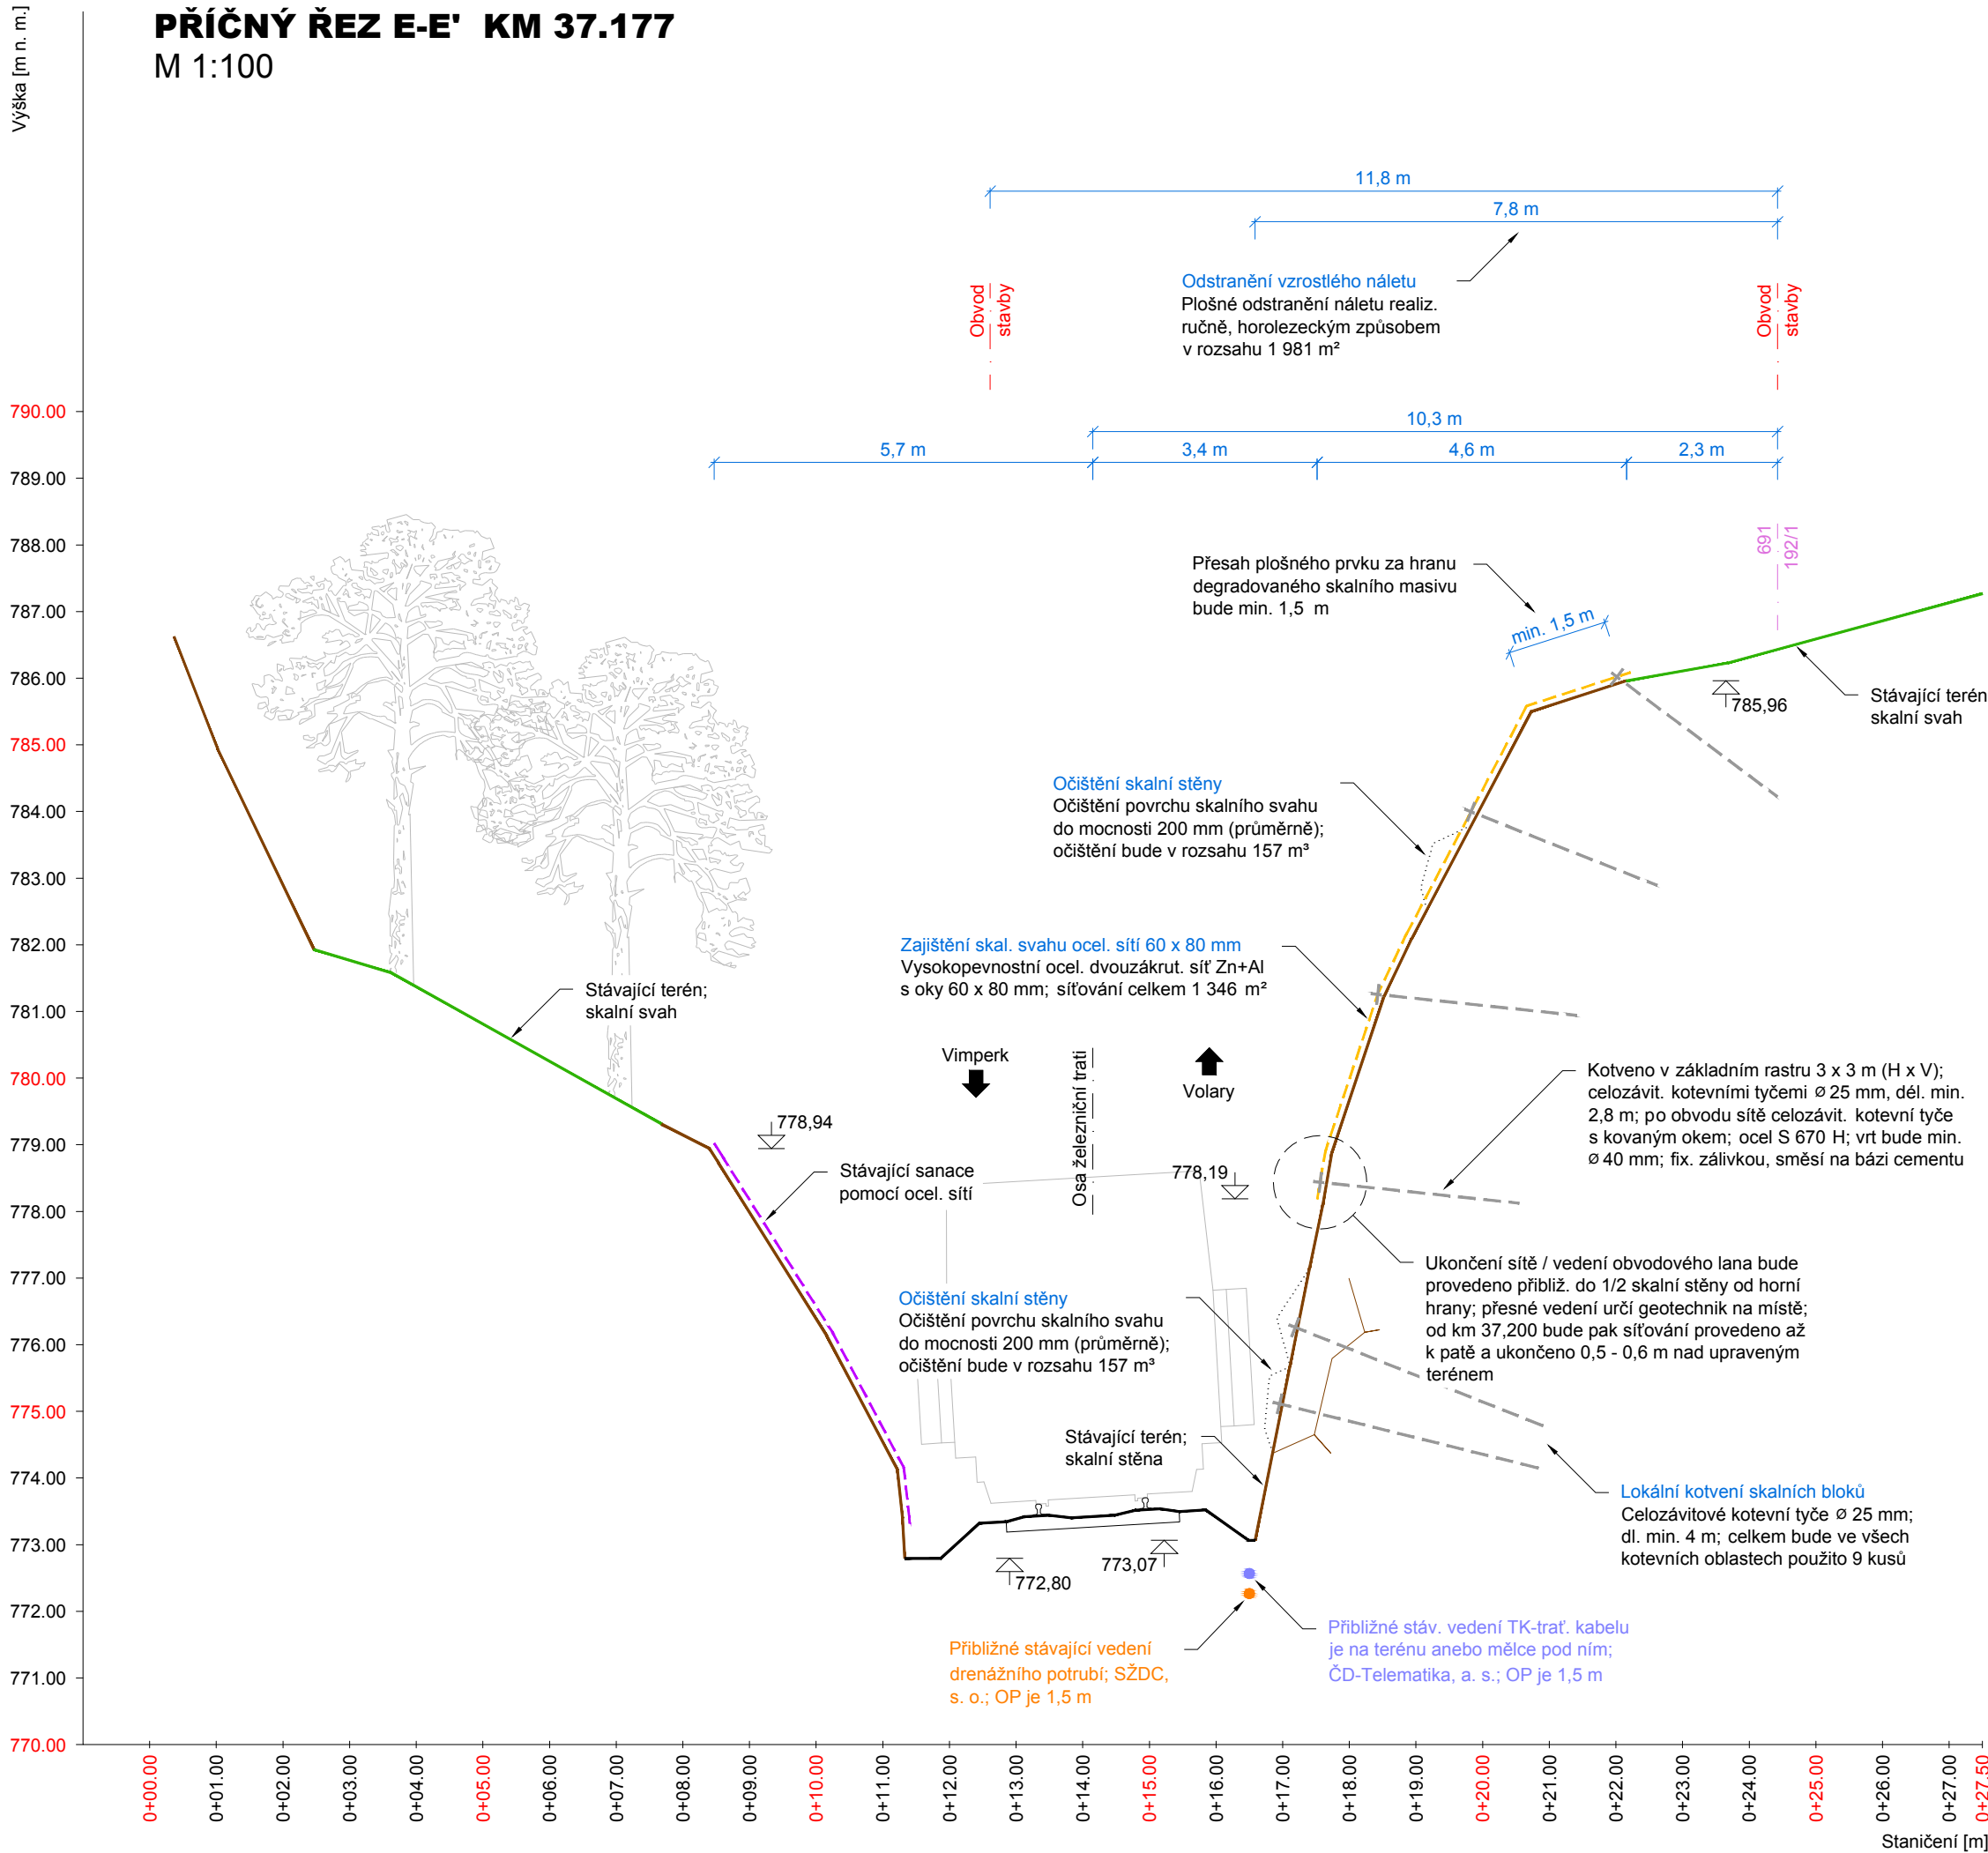 PŘÍČNÝ ŘEZ E-E' KM 37.177
M 1:100
Výška [m n. m.]
11,8 m
7,8 m
Odstranění vzrostlého náletu
Plošné odstranění náletu realiz.
ručně, horolezeckým způsobem
v rozsahu 1 981 m²
Obvod
stavby
Obvod
stavby
10,3 m
5,7 m
3,4 m
4,6 m
2,3 m
691
192/1
Přesah plošného prvku za hranu
degradovaného skalního masivu
bude min. 1,5 m
min. 1,5 m
785,96
Stávající terén
skalní svah
Očištění skalní stěny
Očištění povrchu skalního svahu
do mocnosti 200 mm (průměrně);
očištění bude v rozsahu 157 m³
Zajištění skal. svahu ocel. sítí 60 x 80 mm
Vysokopevnostní ocel. dvouzákrut. síť Zn+Al
s oky 60 x 80 mm; síťování celkem 1 346 m²
Stávající terén;
skalní svah
Vimperk
Osa železniční trati
Volary
Kotveno v základním rastru 3 x 3 m (H x V);
celozávit. kotevními tyčemi ⌀ 25 mm, dél. min.
2,8 m; po obvodu sítě celozávit. kotevní tyče
s kovaným okem; ocel S 670 H; vrt bude min.
⌀ 40 mm; fix. zálivkou, směsí na bázi cementu
778,94
Stávající sanace
pomocí ocel. sítí
778,19
Ukončení sítě / vedení obvodového lana bude
provedeno přibliž. do 1/2 skalní stěny od horní
hrany; přesné vedení určí geotechnik na místě;
od km 37,200 bude pak síťování provedeno až
k patě a ukončeno 0,5 - 0,6 m nad upraveným
terénem
Očištění skalní stěny
Očištění povrchu skalního svahu
do mocnosti 200 mm (průměrně);
očištění bude v rozsahu 157 m³
Stávající terén;
skalní stěna
Lokální kotvení skalních bloků
Celozávitové kotevní tyče ⌀ 25 mm;
dl. min. 4 m; celkem bude ve všech
kotevních oblastech použito 9 kusů
772,80
773,07
Přibližné stávající vedení
drenážního potrubí; SŽDC,
s. o.; OP je 1,5 m
Přibližné stáv. vedení TK-trať. kabelu
je na terénu anebo mělce pod ním;
ČD-Telematika, a. s.; OP je 1,5 m
790.00
789.00
788.00
787.00
786.00
785.00
784.00
783.00
782.00
781.00
780.00
779.00
778.00
777.00
776.00
775.00
774.00
773.00
772.00
771.00
770.00
0+00.00
0+01.00
0+02.00
0+03.00
0+04.00
0+05.00
0+06.00
0+07.00
0+08.00
0+09.00
0+10.00
0+11.00
0+12.00
0+13.00
0+14.00
0+15.00
0+16.00
0+17.00
0+18.00
0+19.00
0+20.00
0+21.00
0+22.00
0+23.00
0+24.00
0+25.00
0+26.00
0+27.00
0+27.50
Staničení [m]